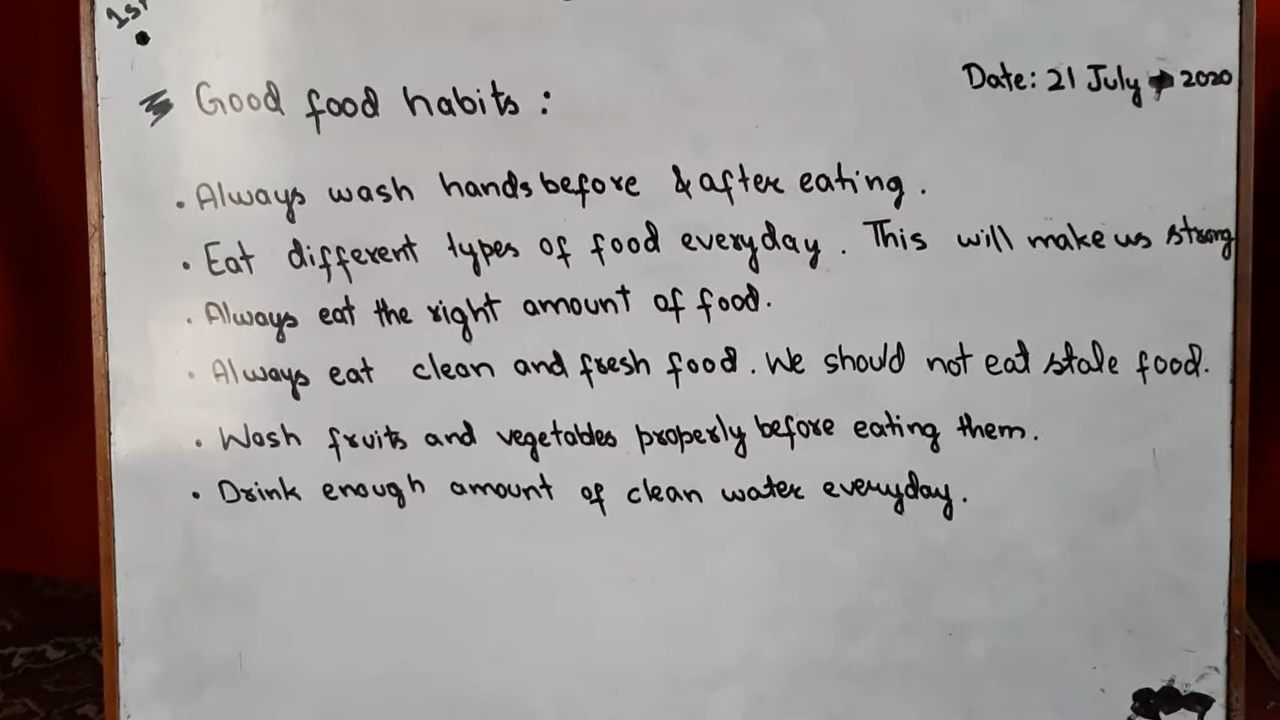 1st
Date: 21 July 2020
Good food habits :
• Always wash hands before & after eating.
• Eat different types of food everyday. This will make us strong
• Always eat the right amount of food.
• Always eat clean and fresh food. We should not eat stale food.
• Wash fruits and vegetables properly before eating them.
• Drink enough amount of clean water everyday.